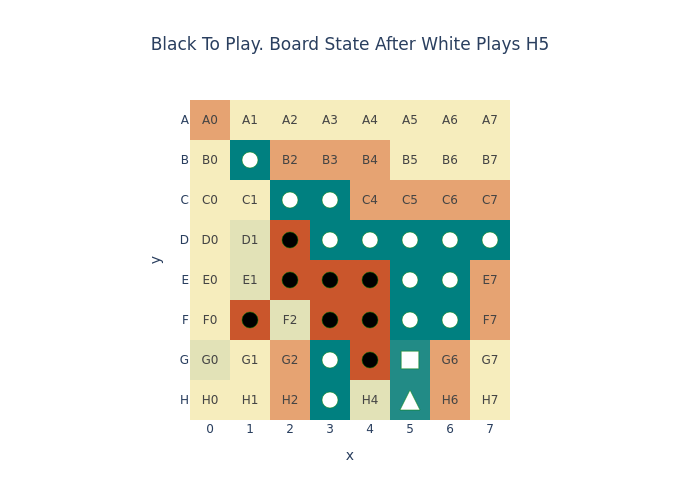 Black To Play. Board State After White Plays H5
A A0 A1 A2 A3 A4 A5 A6 A7
B B0 B2 B3 B4 B5 B6 B7
C C0 C1 C4 C5 C6 C7
D D0 D1
y
E E0 E1 E7
F F0 F2 F7
G G0 G1 G2 G6 G7
H H0 H1 H2 H4 H6 H7
0 1 2 3 4 5 6 7
x